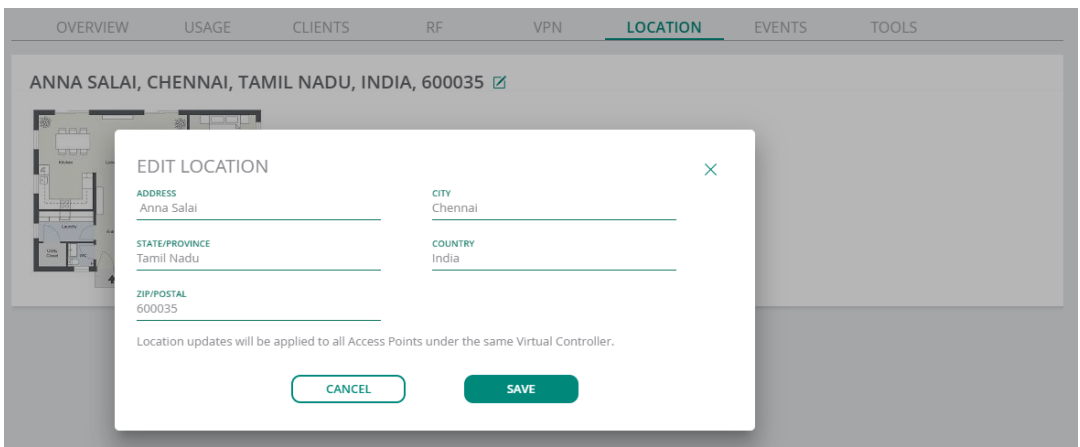 OVERVIEW USAGE CLIENTS RF VPN LOCATION EVENTS TOOLS
ANNA SALAI, CHENNAI, TAMIL NADU, INDIA, 600035
Kitchen
Laundry
EDIT LOCATION
ADDRESS CITY
Anna Salai Chennai
STATE/PROVINCE COUNTRY
Tamil Nadu India
ZIP/POSTAL
600035
Location updates will be applied to all Access Points under the same Virtual Controller.
CANCEL SAVE